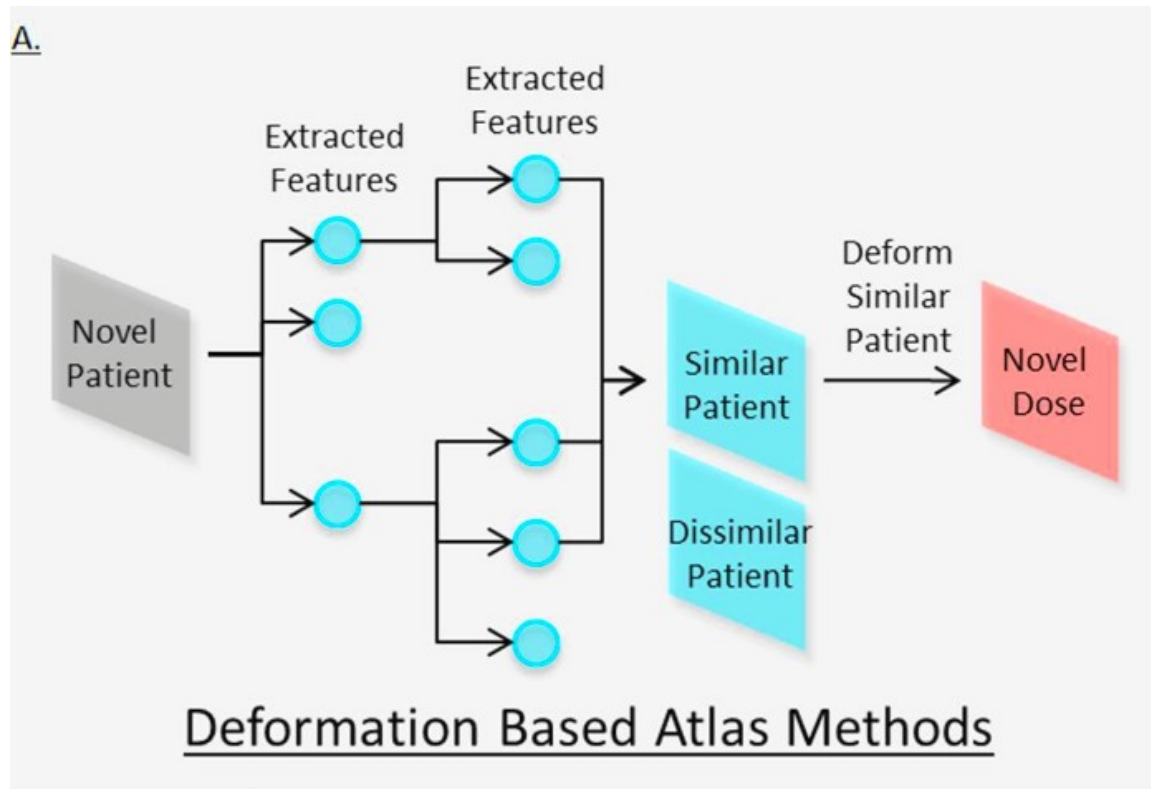 A.
Extracted
Features
Extracted
Features
Novel
Patient
Similar
Patient
Dissimilar
Patient
Deform
Similar
Patient
Novel
Dose
Deformation Based Atlas Methods